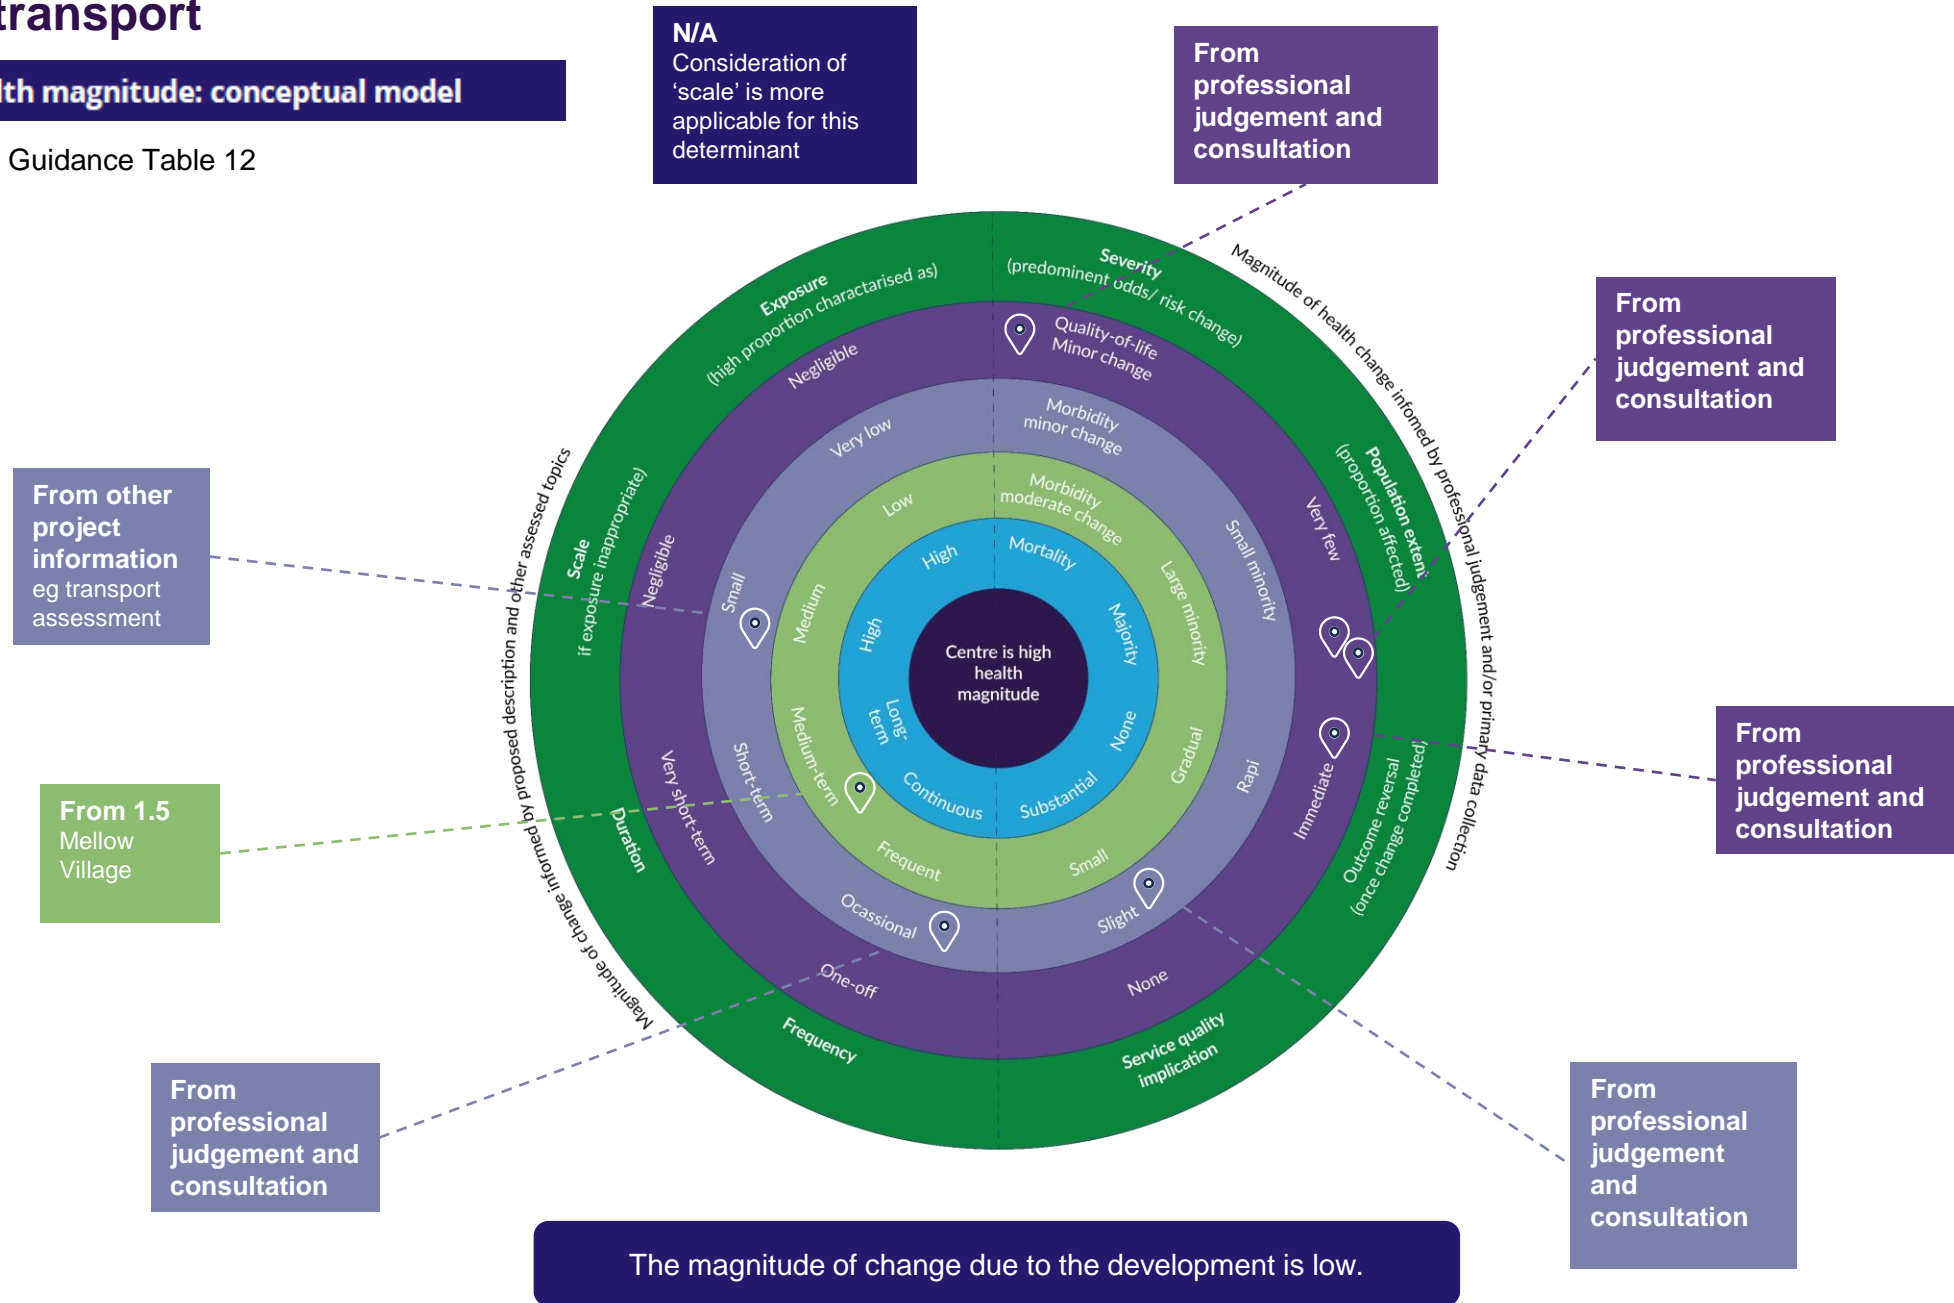 transport
lth magnitude: conceptual model
Guidance Table 12
N/A
Consideration of
‘scale’ is more
applicable for this
determinant
From
professional
judgement and
consultation
From
professional
judgement and
consultation
From
professional
judgement and
consultation
From
professional
judgement
and
consultation
From
professional
judgement and
consultation
From 1.5
Mellow
Village
From other
project
information
eg transport
assessment
Magnitude of health change infomed by professional judgement and/or primary data collection
Magnitude of change informed by proposed description and other assessed topics
Exposure
(high proportion charactarised as)
Negligible
Very low
Low
High
Severity
(predominent odds/ risk change)
Quality-of-life
Minor change
Morbidity
minor change
Morbidity
moderate change
Mortality
Population extent
(proportion affected)
Very few
Small minority
Large minority
Majority
Outcome reversal
(once change completed)
Immediate
Rapi
Gradual
None
Service quality
implication
None
Slight
Small
Substantial
Frequency
One-off
Ocassional
Frequent
Continuous
Duration
Very short-term
Short-term
Medium-term
Long-
term
Scale
if exposure inappropriate)
Negligible
Small
Medium
High
Centre is high
health
magnitude
The magnitude of change due to the development is low.